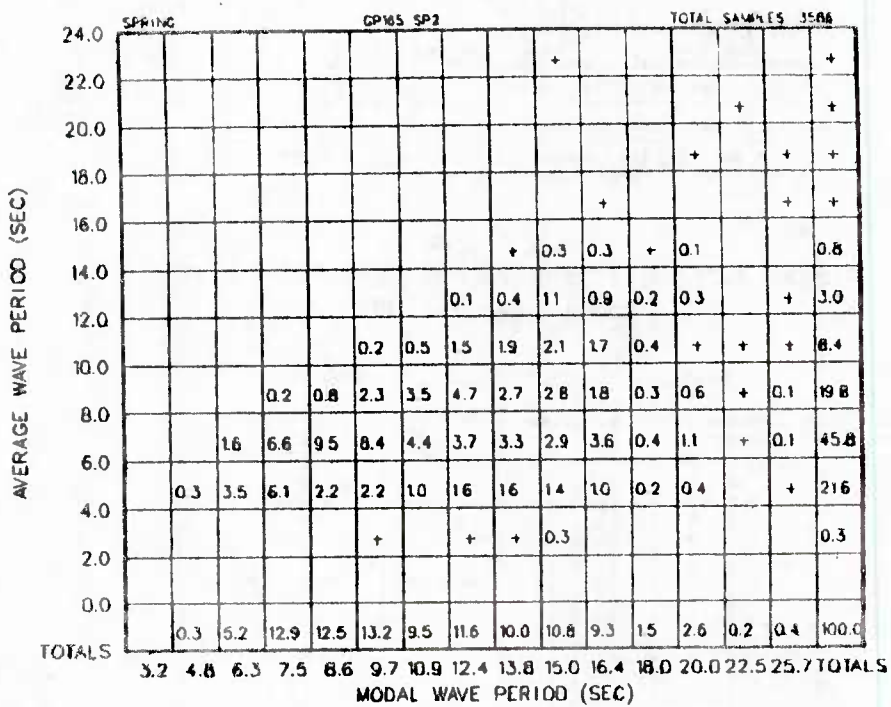 SPRING GP165 SP2 TOTAL SAMPLES 3586
24.0
+ +
22.0
+ +
20.0
+ + +
18.0
+ + +
16.0
+ 0.3 0.3 + 0.1 0.8
14.0
0.1 0.4 1.1 0.9 0.2 0.3 + 3.0
12.0
0.2 0.5 1.5 1.9 2.1 1.7 0.4 + + + 8.4
10.0
0.2 0.8 2.3 3.5 4.7 2.7 2.8 1.8 0.3 0.6 + 0.1 19.8
8.0
1.6 6.6 9.5 8.4 4.4 3.7 3.3 2.9 3.6 0.4 1.1 + 0.1 45.8
6.0
0.3 3.5 6.1 2.2 2.2 1.0 1.6 1.6 1.4 1.0 0.2 0.4 + 21.6
4.0
+ + + 0.3 0.3
2.0
0.0
0.3 5.2 12.9 12.5 13.2 9.5 11.6 10.0 10.8 9.3 1.5 2.6 0.2 0.4 100.0
TOTALS
3.2 4.8 6.3 7.5 8.6 9.7 10.9 12.4 13.8 15.0 16.4 18.0 20.0 22.5 25.7 TOTALS
MODAL WAVE PERIOD (SEC)
AVERAGE WAVE PERIOD (SEC)